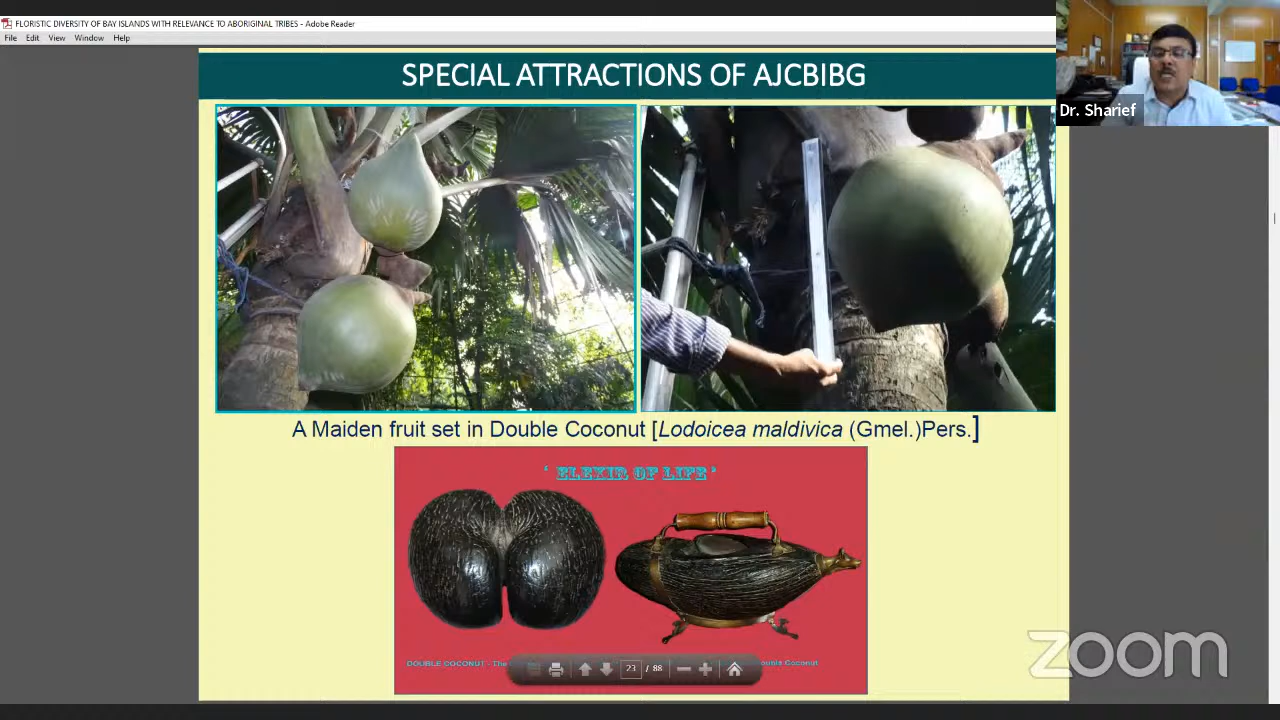 FLORISTIC DIVERSITY OF BAY ISLANDS WITH RELEVANCE TO ABORIGINAL TRIBES - Adobe Reader
File Edit View Window Help
SPECIAL ATTRACTIONS OF AJCBIBG
Dr. Sharief
A Maiden fruit set in Double Coconut [Lodoicea maldivica (Gmel.)Pers.]
' ELEXIR OF LIFE '
DOUBLE COCONUT - The
Coconut
23 / 88
zoom